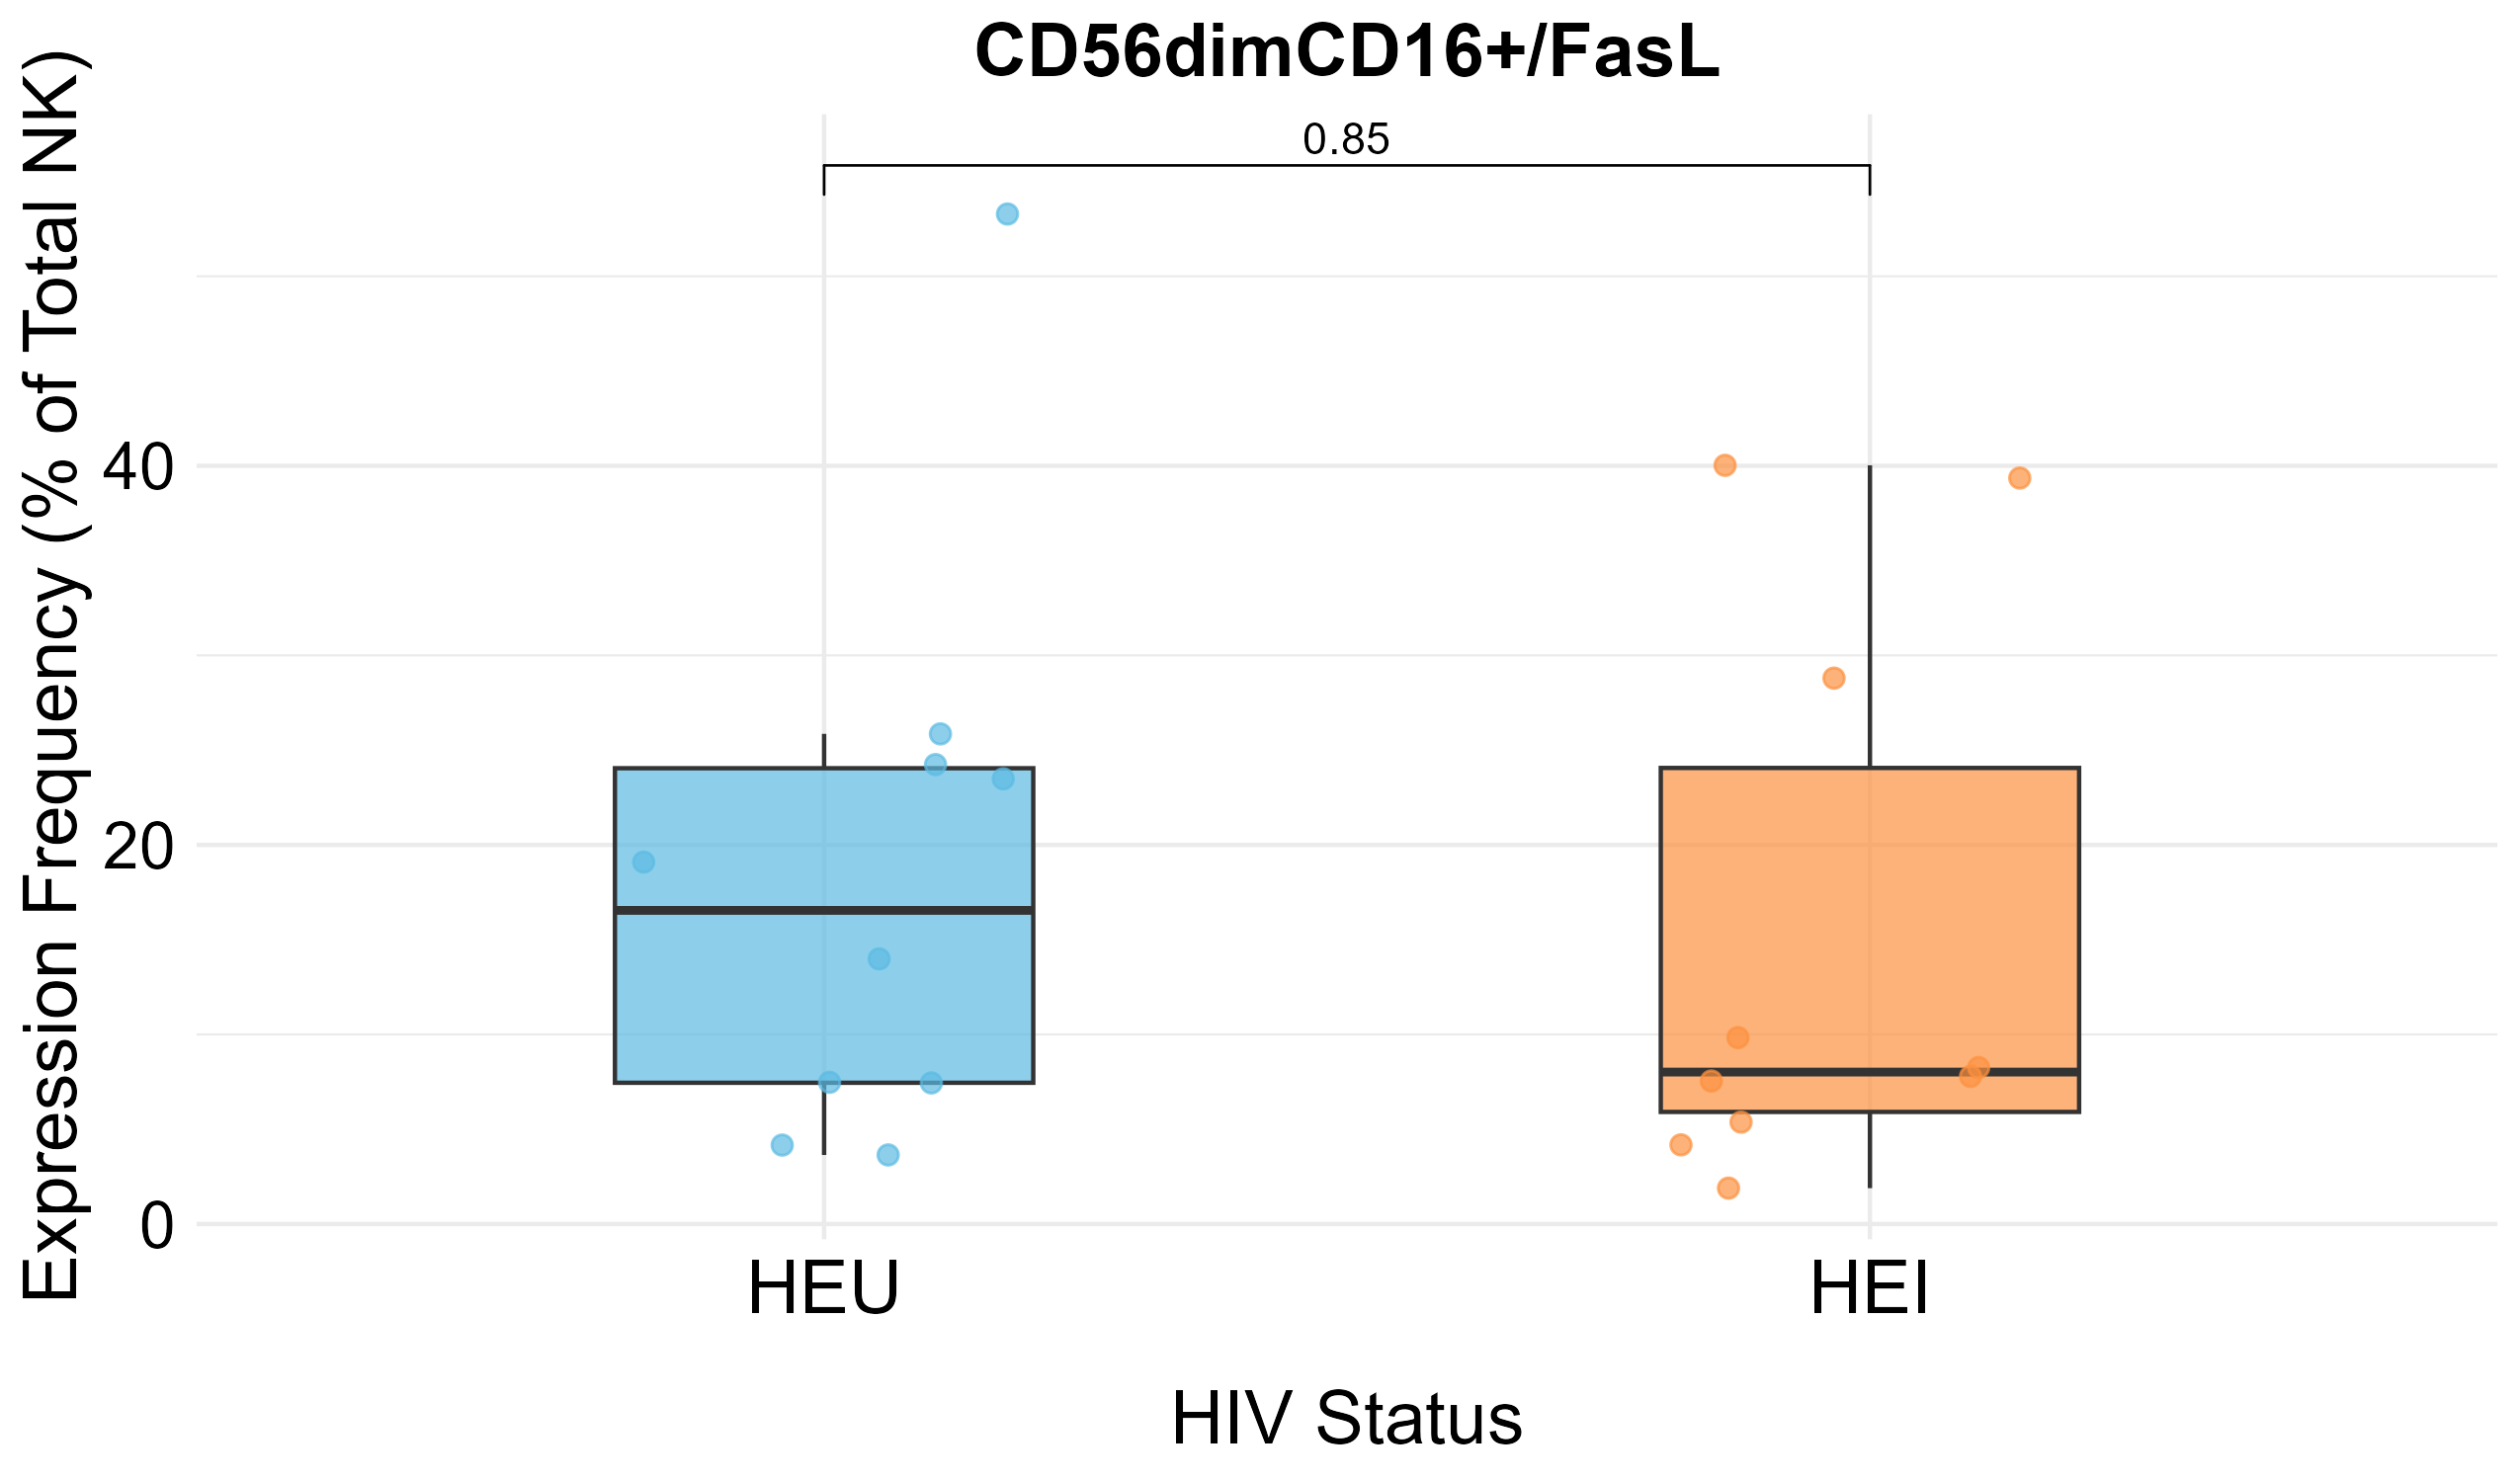 CD56dimCD16+/FasL
0.85
Expression Frequency (% of Total NK)
40
20
0
HEU
HEI
HIV Status